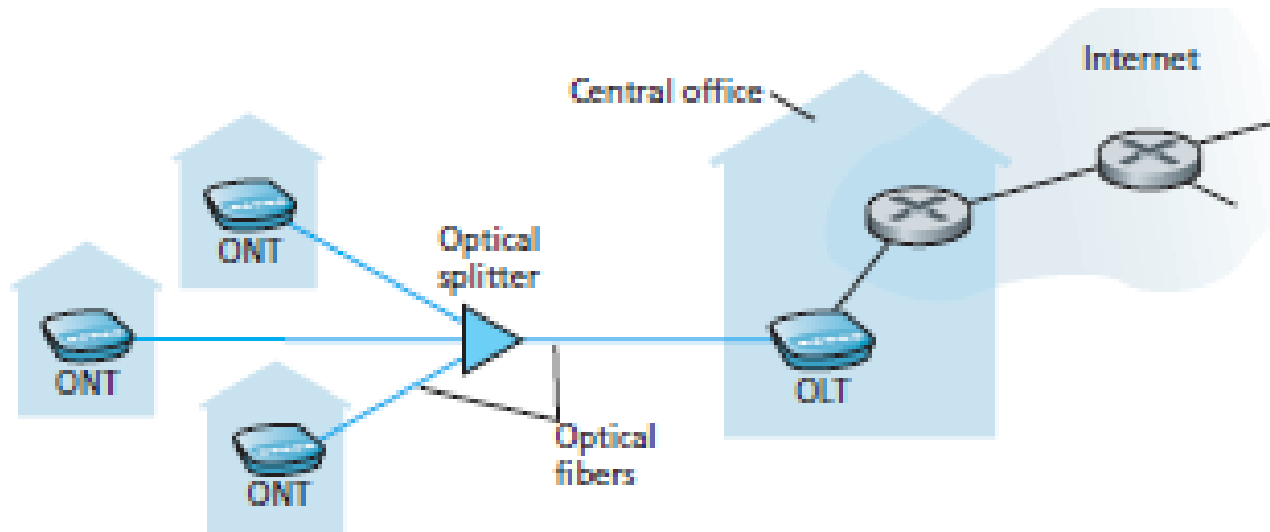 Internet
Central office
ONT
Optical
splitter
ONT
OLT
Optical
fibers
ONT